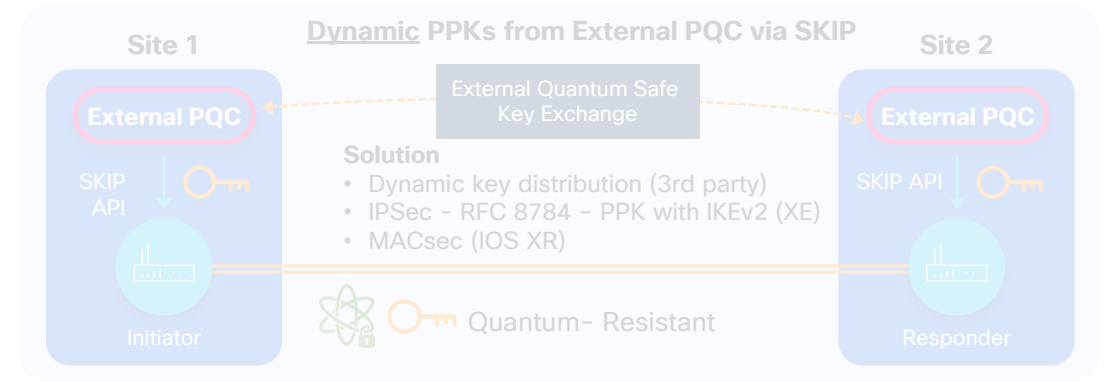 Dynamic PPKs from External PQC via SKIP
Site 1
Site 2
External PQC
External Quantum Safe
Key Exchange
External PQC
SKIP
API
Solution
• Dynamic key distribution (3rd party)
• IPSec - RFC 8784 – PPK with IKEv2 (XE)
• MACsec (IOS XR)
SKIP API
Quantum- Resistant
Initiator
Responder